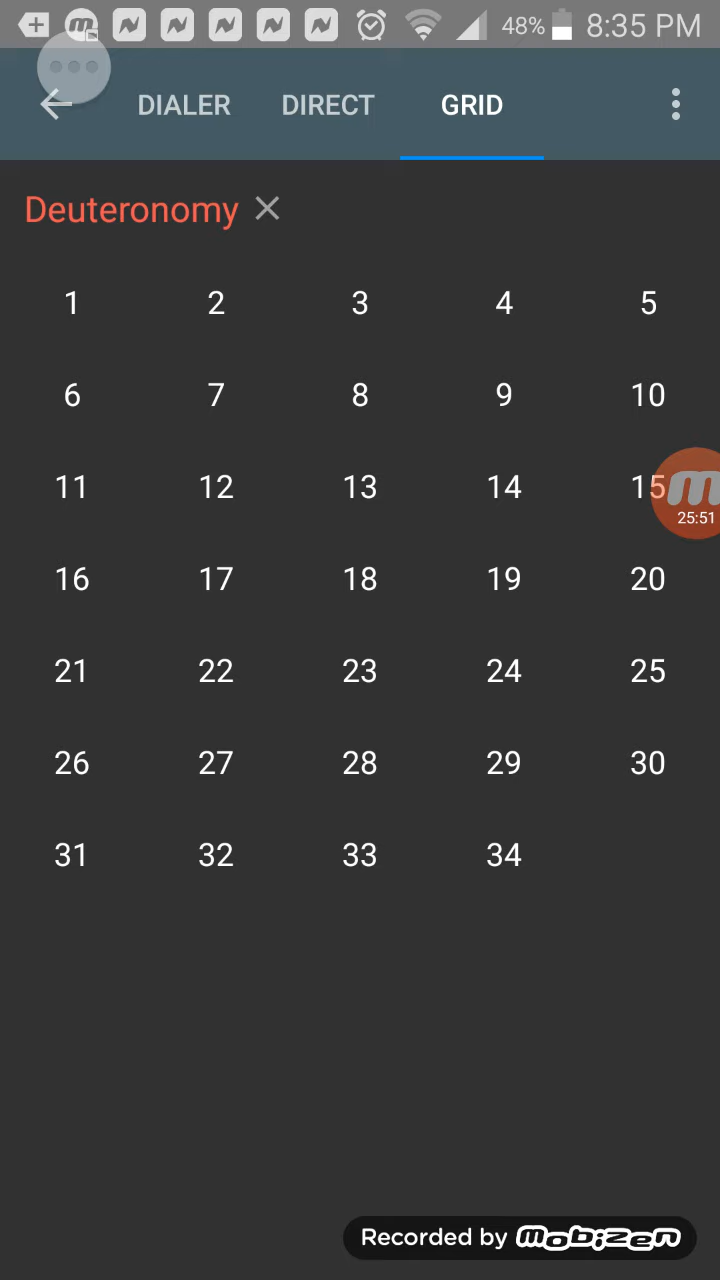 48% 8:35 PM
DIALER DIRECT GRID
Deuteronomy
1 2 3 4 5
6 7 8 9 10
11 12 13 14 15
25:51
16 17 18 19 20
21 22 23 24 25
26 27 28 29 30
31 32 33 34
Recorded by mobizen